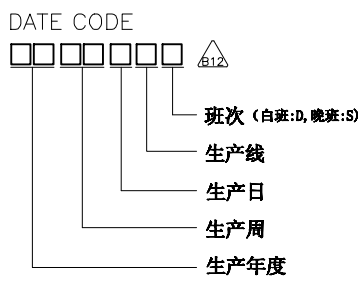 DATE CODE
□□ □□ □ □ □ B12
班次（白班:D,晚班:S)
生产线
生产日
生产周
生产年度